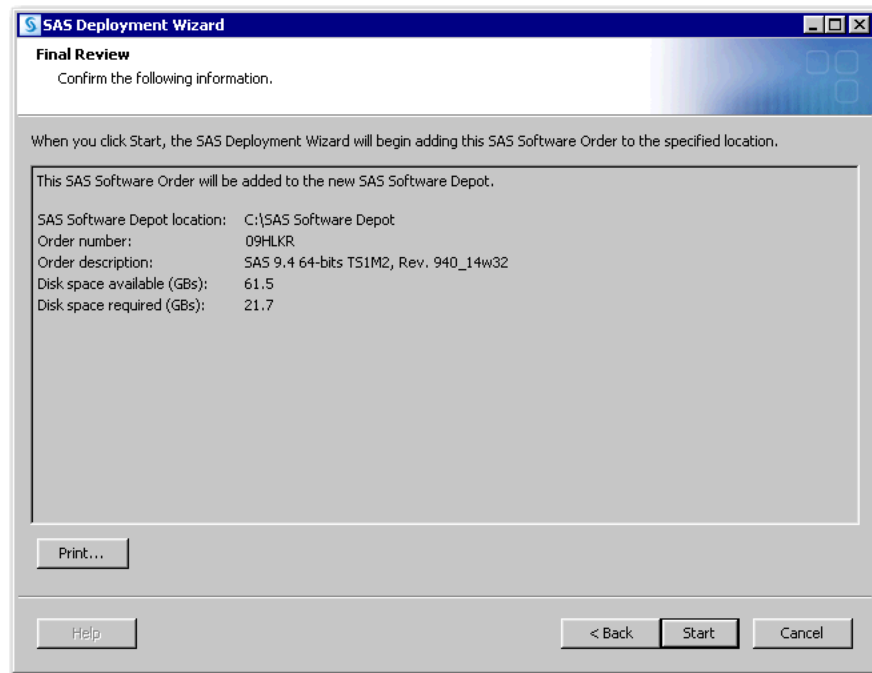 SAS Deployment Wizard
Final Review
Confirm the following information.
When you click Start, the SAS Deployment Wizard will begin adding this SAS Software Order to the specified location.
This SAS Software Order will be added to the new SAS Software Depot.
SAS Software Depot location: C:\SAS Software Depot
Order number: 09HLKR
Order description: SAS 9.4 64-bits TS1M2, Rev. 940_14w32
Disk space available (GBs): 61.5
Disk space required (GBs): 21.7
Print...
Help < Back Start Cancel